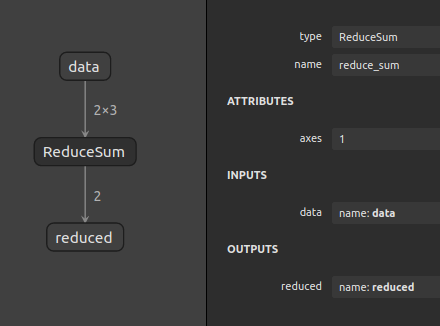 data
2×3
ReduceSum
2
reduced
type ReduceSum
name reduce_sum
ATTRIBUTES
axes 1
INPUTS
data name: data
OUTPUTS
reduced name: reduced